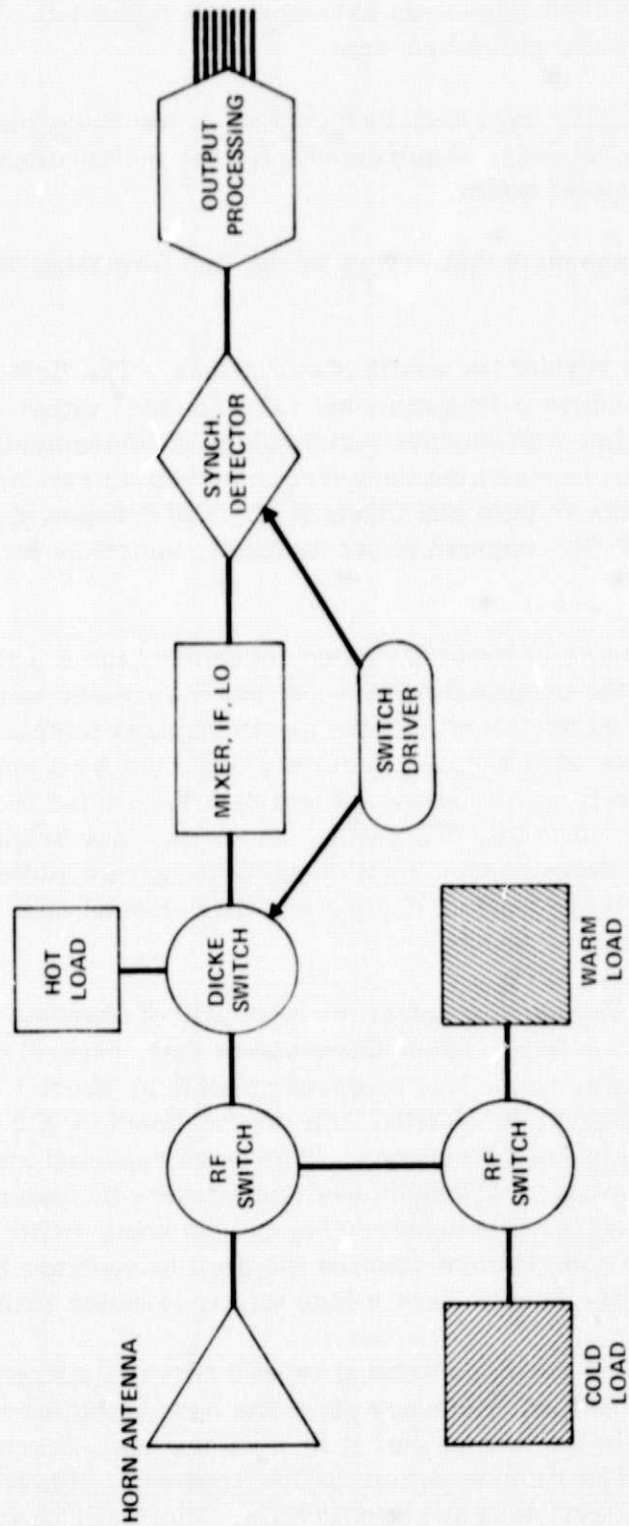 HORN ANTENNA
RF
SWITCH
DICKE
SWITCH
HOT
LOAD
MIXER, IF, LO
SYNCH.
DETECTOR
OUTPUT
PROCESSING
SWITCH
DRIVER
RF
SWITCH
COLD
LOAD
WARM
LOAD